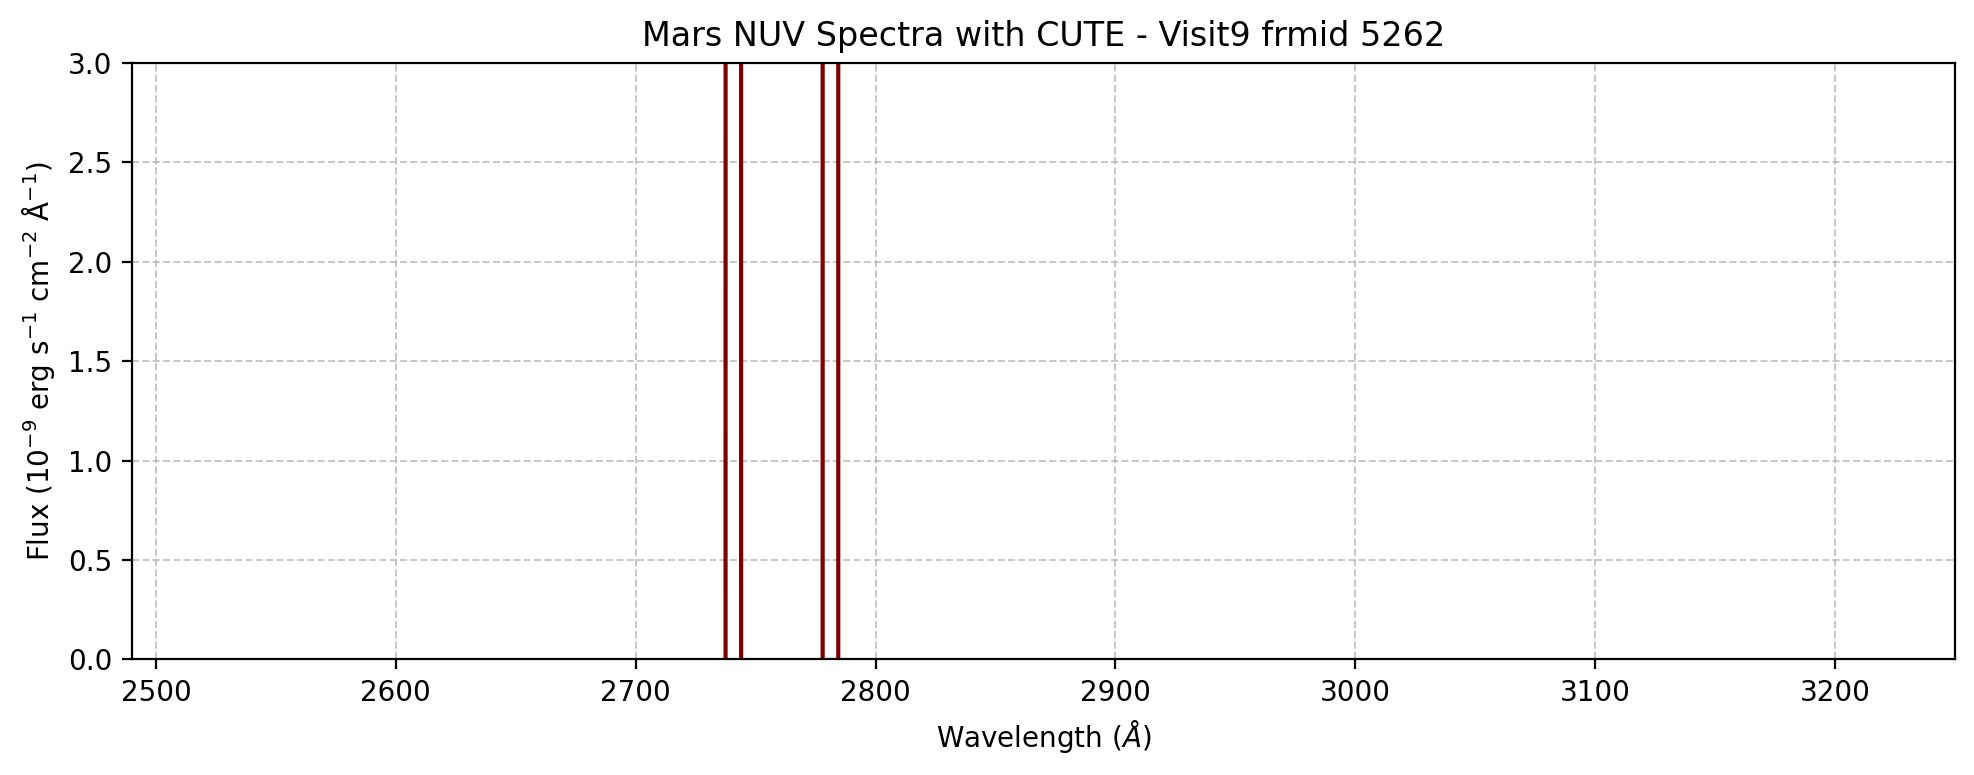 Mars NUV Spectra with CUTE - Visit9 frmid 5262
3.0
2.5
2.0
1.5
1.0
0.5
0.0
Flux (10⁻⁹ erg s⁻¹ cm⁻² Å⁻¹)
2500 2600 2700 2800 2900 3000 3100 3200
Wavelength (Å)